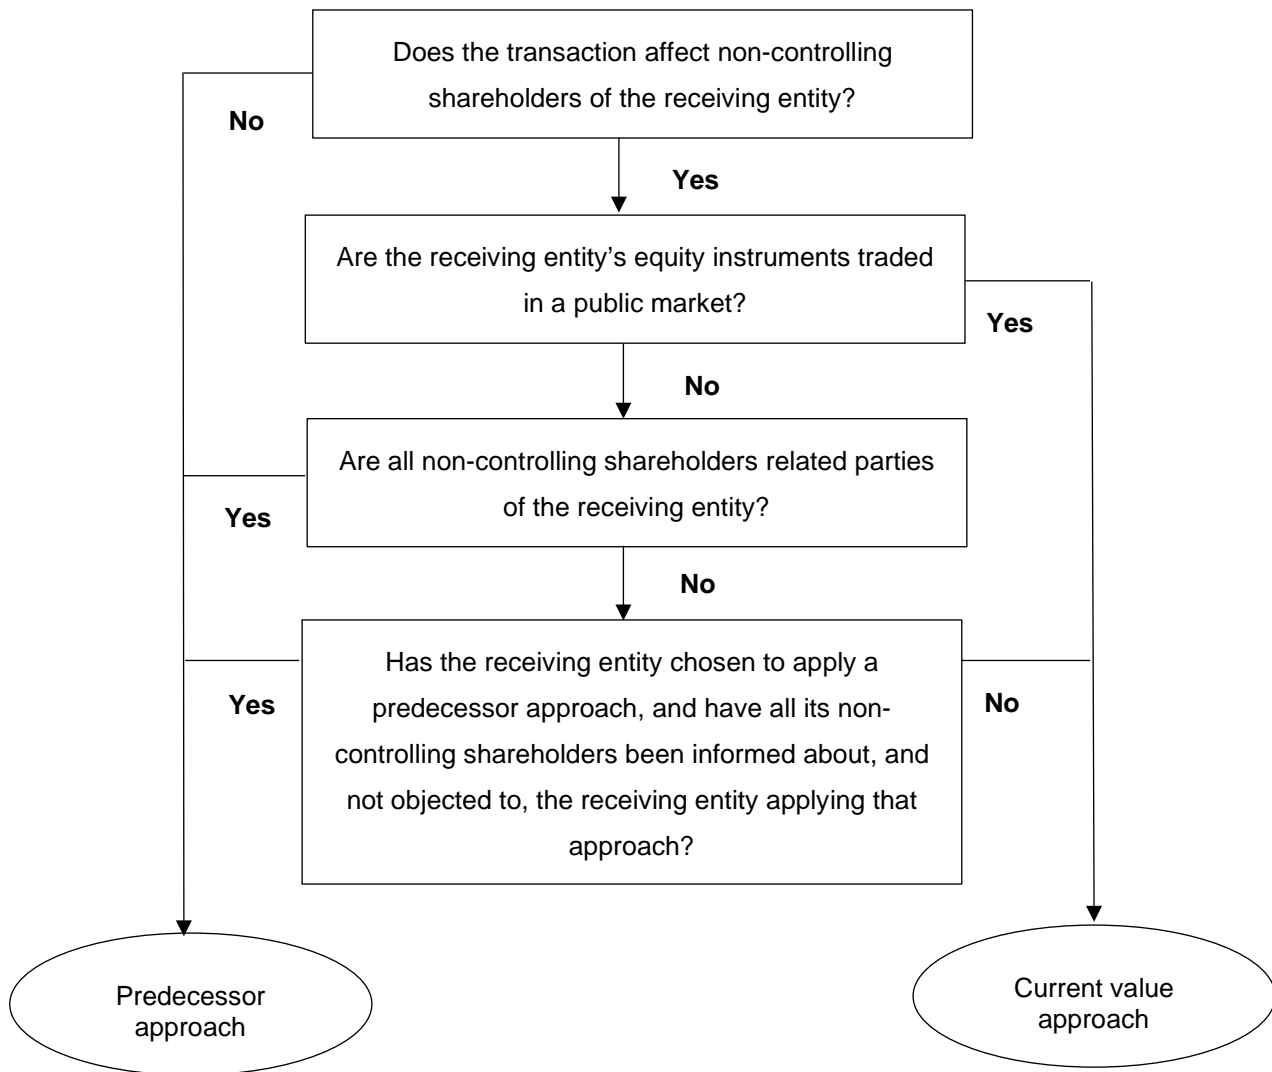 Does the transaction affect non-controlling
shareholders of the receiving entity?
No
Yes
Are the receiving entity’s equity instruments traded
in a public market?
Yes
No
Are all non-controlling shareholders related parties
of the receiving entity?
Yes
No
Has the receiving entity chosen to apply a
predecessor approach, and have all its non-
controlling shareholders been informed about, and
not objected to, the receiving entity applying that
approach?
Yes
No
Predecessor
approach
Current value
approach